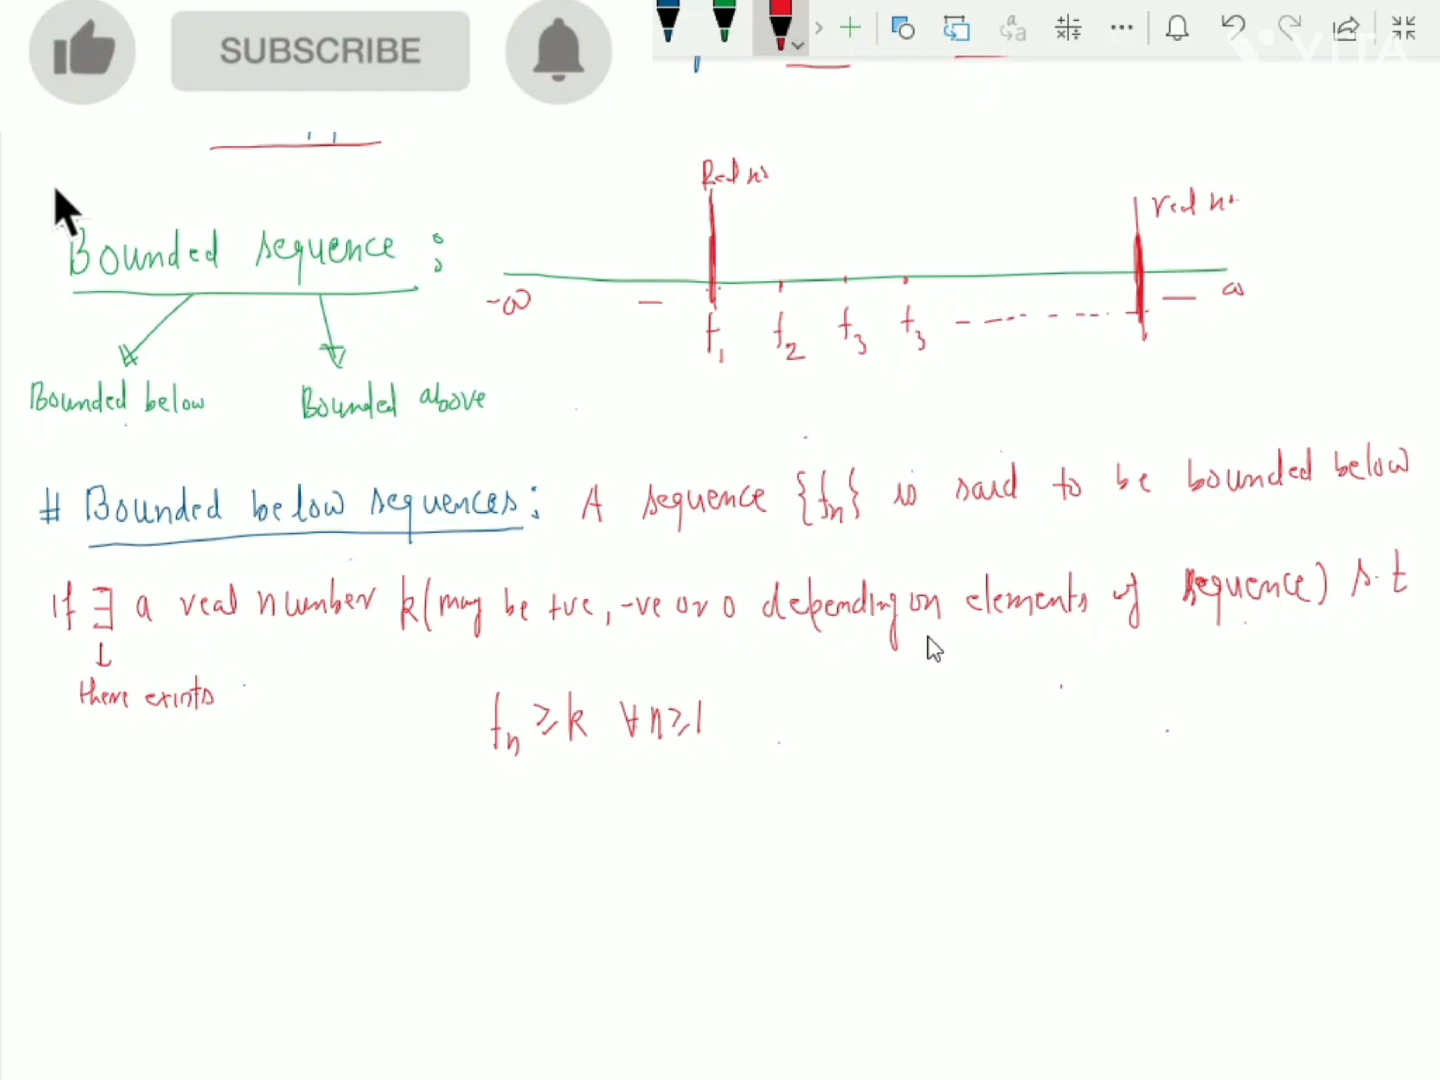 SUBSCRIBE
VITA
Real no
real no.
Bounded sequence :
-∞ — f₁ f₂ f₃ f₃ — ∞
Bounded below Bounded above
# Bounded below sequences: A sequence {fₙ} is said to be bounded below
if ∃ a real number k(may be +ve, -ve or 0 depending on elements of sequence) s.t
↓
there exists
fₙ ≥ k ∀ n ≥ 1